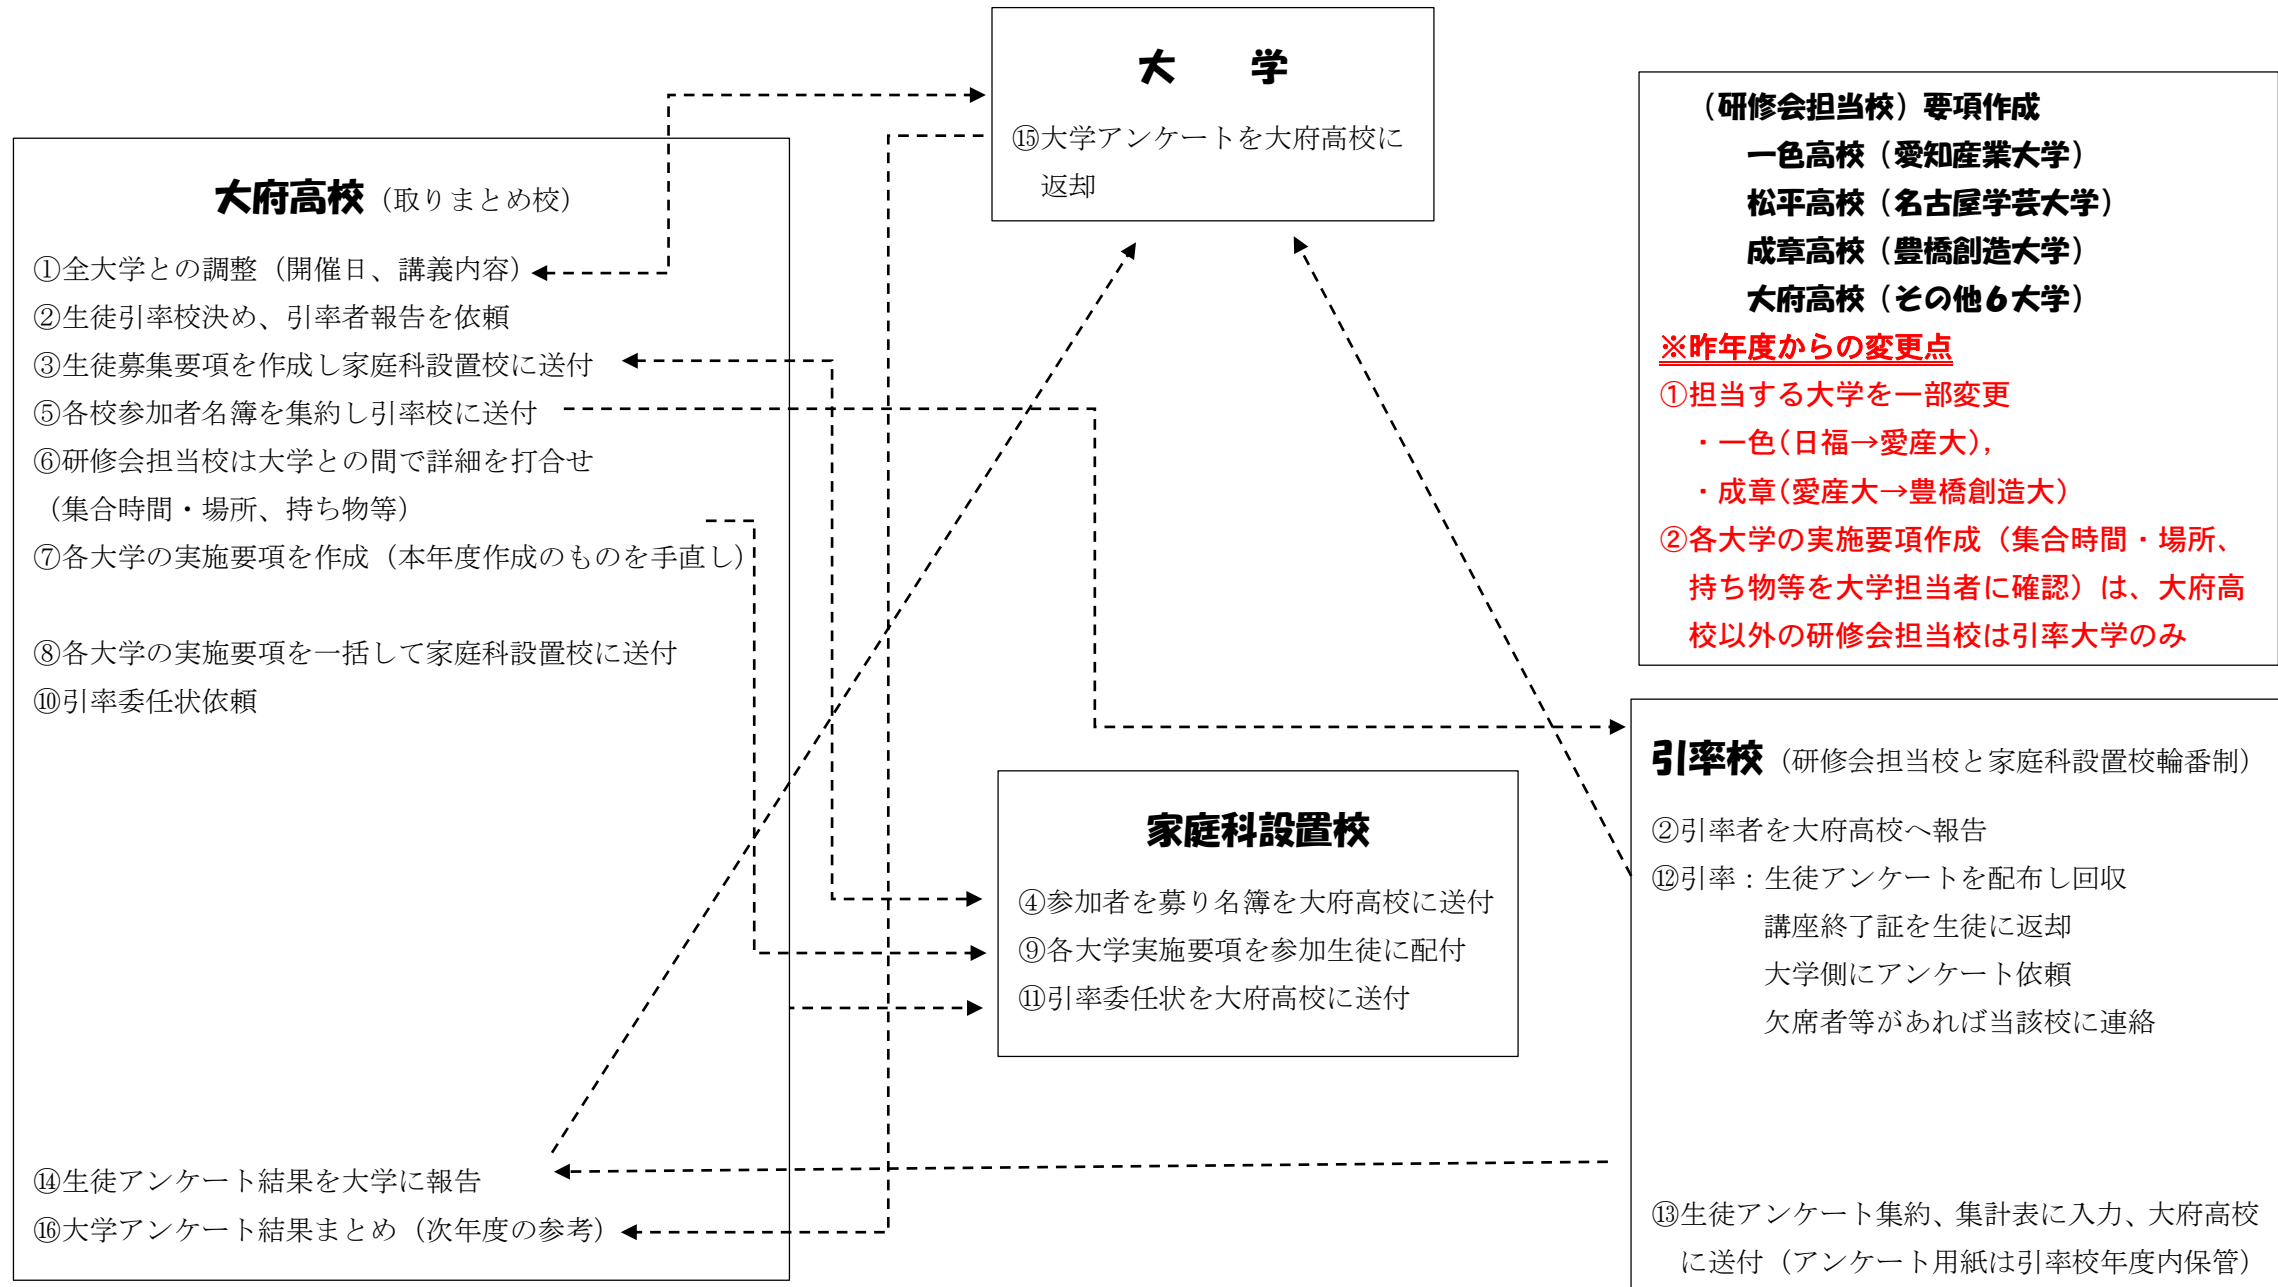 大　学
⑮大学アンケートを大府高校に
返却
大府高校（取りまとめ校）
①全大学との調整（開催日、講義内容）
②生徒引率校決め、引率者報告を依頼
③生徒募集要項を作成し家庭科設置校に送付
⑤各校参加者名簿を集約し引率校に送付
⑥研修会担当校は大学との間で詳細を打合せ
（集合時間・場所、持ち物等）
⑦各大学の実施要項を作成（本年度作成のものを手直し）
⑧各大学の実施要項を一括して家庭科設置校に送付
⑩引率委任状依頼
⑭生徒アンケート結果を大学に報告
⑯大学アンケート結果まとめ（次年度の参考）
家庭科設置校
④参加者を募り名簿を大府高校に送付
⑨各大学実施要項を参加生徒に配付
⑪引率委任状を大府高校に送付
（研修会担当校）要項作成
一色高校（愛知産業大学）
松平高校（名古屋学芸大学）
成章高校（豊橋創造大学）
大府高校（その他６大学）
※昨年度からの変更点
①担当する大学を一部変更
・一色(日福→愛産大)，
・成章(愛産大→豊橋創造大)
②各大学の実施要項作成（集合時間・場所、
持ち物等を大学担当者に確認）は、大府高
校以外の研修会担当校は引率大学のみ
引率校（研修会担当校と家庭科設置校輪番制）
②引率者を大府高校へ報告
⑫引率：生徒アンケートを配布し回収
講座終了証を生徒に返却
大学側にアンケート依頼
欠席者等があれば当該校に連絡
⑬生徒アンケート集約、集計表に入力、大府高校
に送付（アンケート用紙は引率校年度内保管）